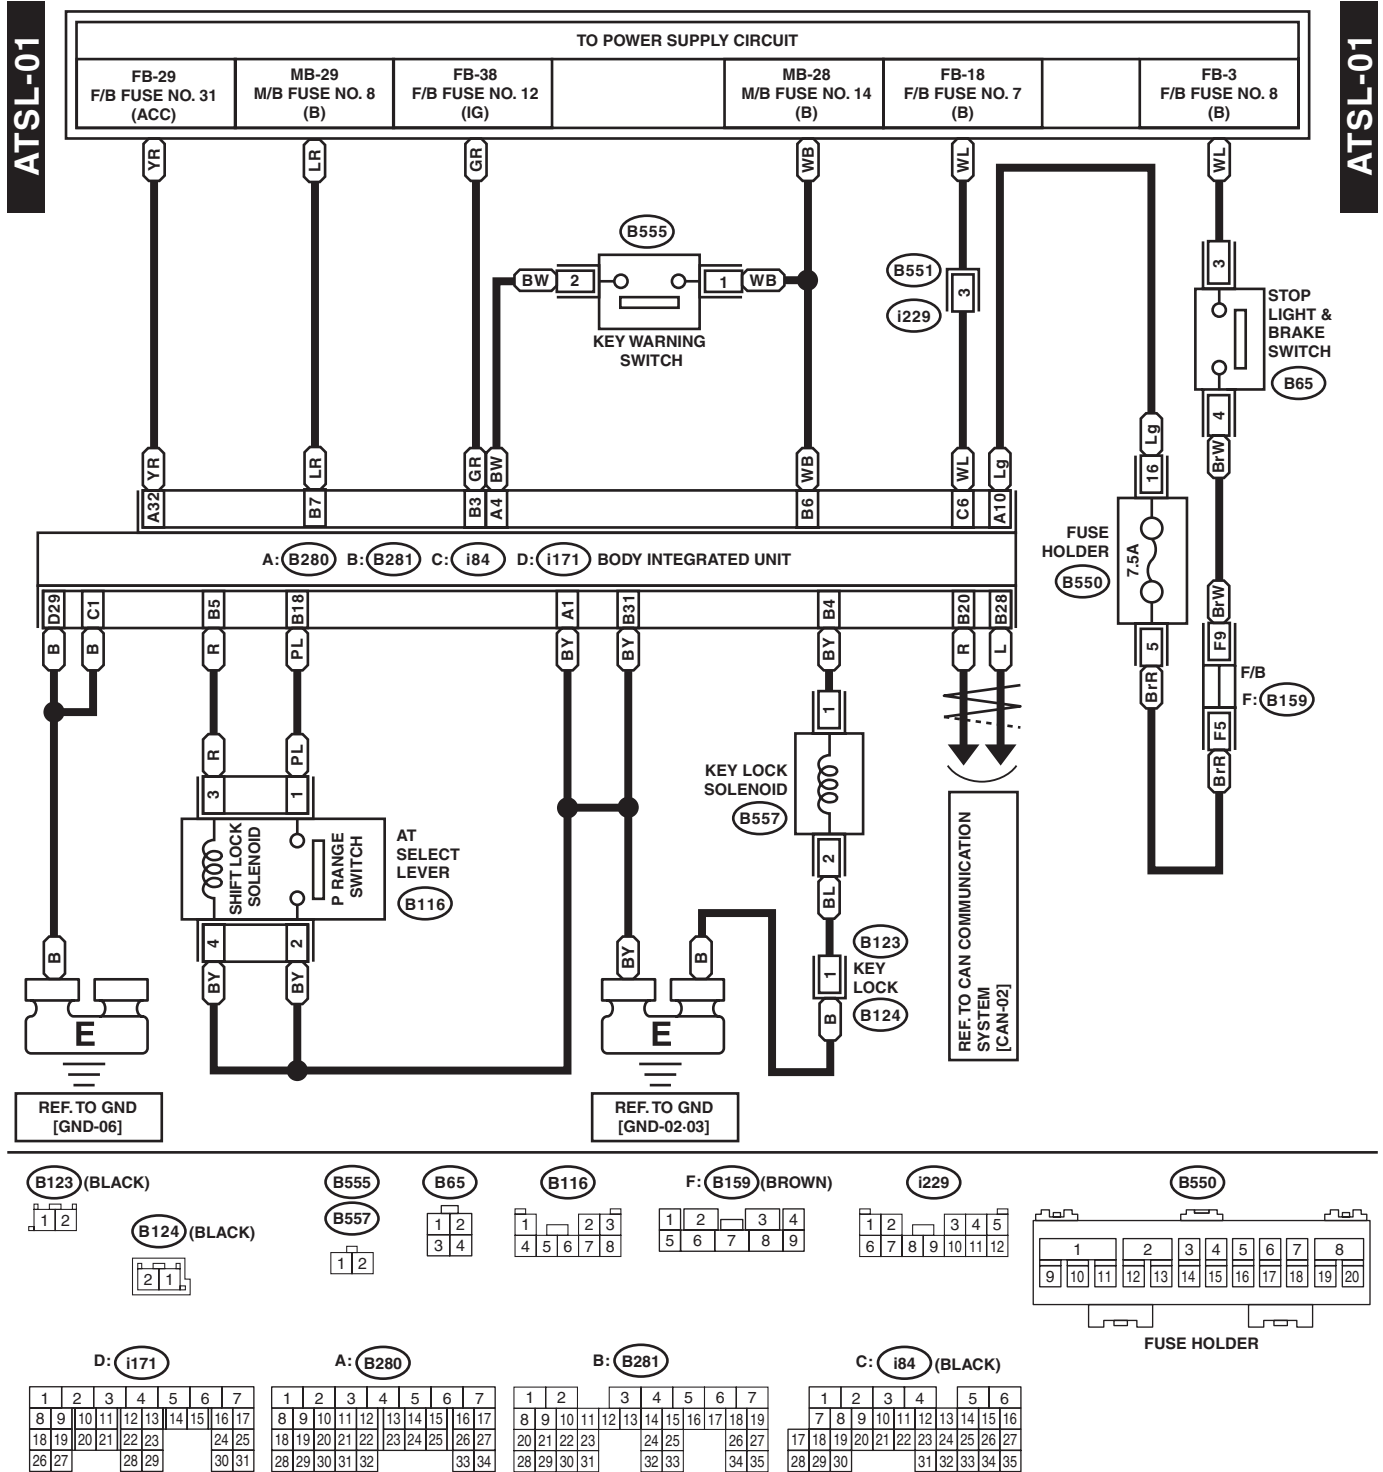 ATSL-01
ATSL-01
TO POWER SUPPLY CIRCUIT
FB-29
F/B FUSE NO. 31
(ACC)
MB-29
M/B FUSE NO. 8
(B)
FB-38
F/B FUSE NO. 12
(IG)
MB-28
M/B FUSE NO. 14
(B)
FB-18
F/B FUSE NO. 7
(B)
FB-3
F/B FUSE NO. 8
(B)
YR
LR
GR
WB
WL
WL
B555
BW 2
1 WB
KEY WARNING
SWITCH
B551
3
i229
3
STOP
LIGHT &
BRAKE
SWITCH
B65
4
BrW
YR
LR
GR
BW
WB
WL
Lg
Lg
16
A32
B7
B3
A4
B6
C6
A10
A: B280 B: B281 C: i84 D: i171 BODY INTEGRATED UNIT
FUSE
HOLDER
B550
7.5A
5
BrR
BrW
F9
F/B
F: B159
F5
BrR
D29
C1
B5
B18
A1
B31
B4
B20
B28
B
B
R
PL
BY
BY
BY
R
L
R
PL
3
1
SHIFT LOCK
SOLENOID
P RANGE
SWITCH
AT
SELECT
LEVER
B116
4
2
BY
BY
1
KEY LOCK
SOLENOID
B557
2
BL
B123
1
KEY
LOCK
B124
B
REF. TO CAN COMMUNICATION
SYSTEM
[CAN-02]
B
BY
B
E
E
REF. TO GND
[GND-06]
REF. TO GND
[GND-02·03]
B123 (BLACK)
1 2
B124 (BLACK)
2 1
B555
B557
1 2
B65
1 2
3 4
B116
1 2 3
4 5 6 7 8
F: B159 (BROWN)
1 2 3 4
5 6 7 8 9
i229
1 2 3 4 5
6 7 8 9 10 11 12
B550
1 2 3 4 5 6 7 8
9 10 11 12 13 14 15 16 17 18 19 20
FUSE HOLDER
D: i171
1 2 3 4 5 6 7
8 9 10 11 12 13 14 15 16 17
18 19 20 21 22 23 24 25
26 27 28 29 30 31
A: B280
1 2 3 4 5 6 7
8 9 10 11 12 13 14 15 16 17
18 19 20 21 22 23 24 25 26 27
28 29 30 31 32 33 34
B: B281
1 2 3 4 5 6 7
8 9 10 11 12 13 14 15 16 17 18 19
20 21 22 23 24 25 26 27
28 29 30 31 32 33 34 35
C: i84 (BLACK)
1 2 3 4 5 6
7 8 9 10 11 12 13 14 15 16
17 18 19 20 21 22 23 24 25 26 27
28 29 30 31 32 33 34 35